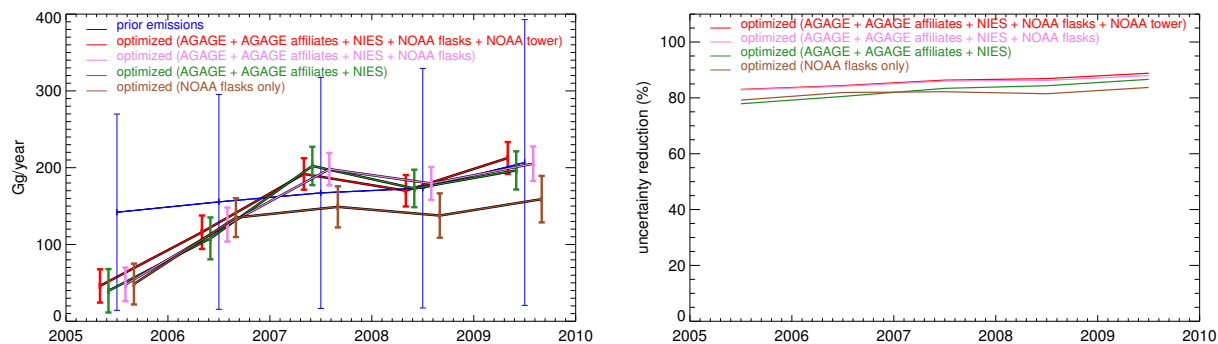 prior emissions
optimized (AGAGE + AGAGE affiliates + NIES + NOAA flasks + NOAA tower)
optimized (AGAGE + AGAGE affiliates + NIES + NOAA flasks)
optimized (AGAGE + AGAGE affiliates + NIES)
optimized (NOAA flasks only)
400
300
200
100
0
Gg/year
2005 2006 2007 2008 2009 2010
optimized (AGAGE + AGAGE affiliates + NIES + NOAA flasks + NOAA tower)
optimized (AGAGE + AGAGE affiliates + NIES + NOAA flasks)
optimized (AGAGE + AGAGE affiliates + NIES)
optimized (NOAA flasks only)
100
80
60
40
20
0
uncertainty reduction (%)
2005 2006 2007 2008 2009 2010